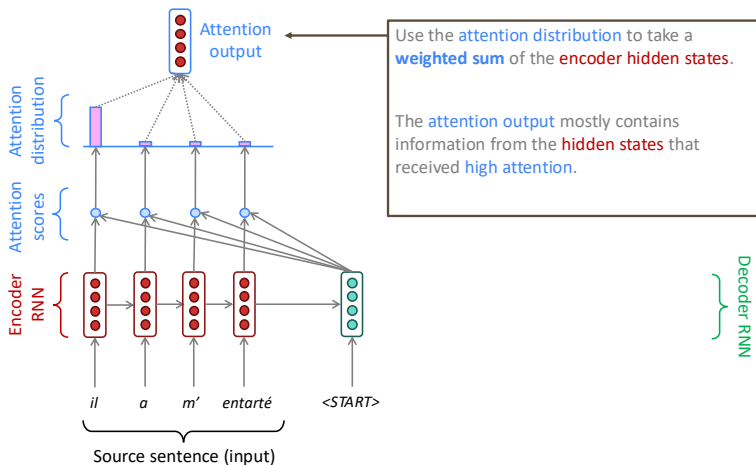 Attention
output
Use the attention distribution to take a
weighted sum of the encoder hidden states.
The attention output mostly contains
information from the hidden states that
received high attention.
Attention
distribution
Attention
scores
Encoder
RNN
Decoder RNN
il a m’ entarté <START>
Source sentence (input)